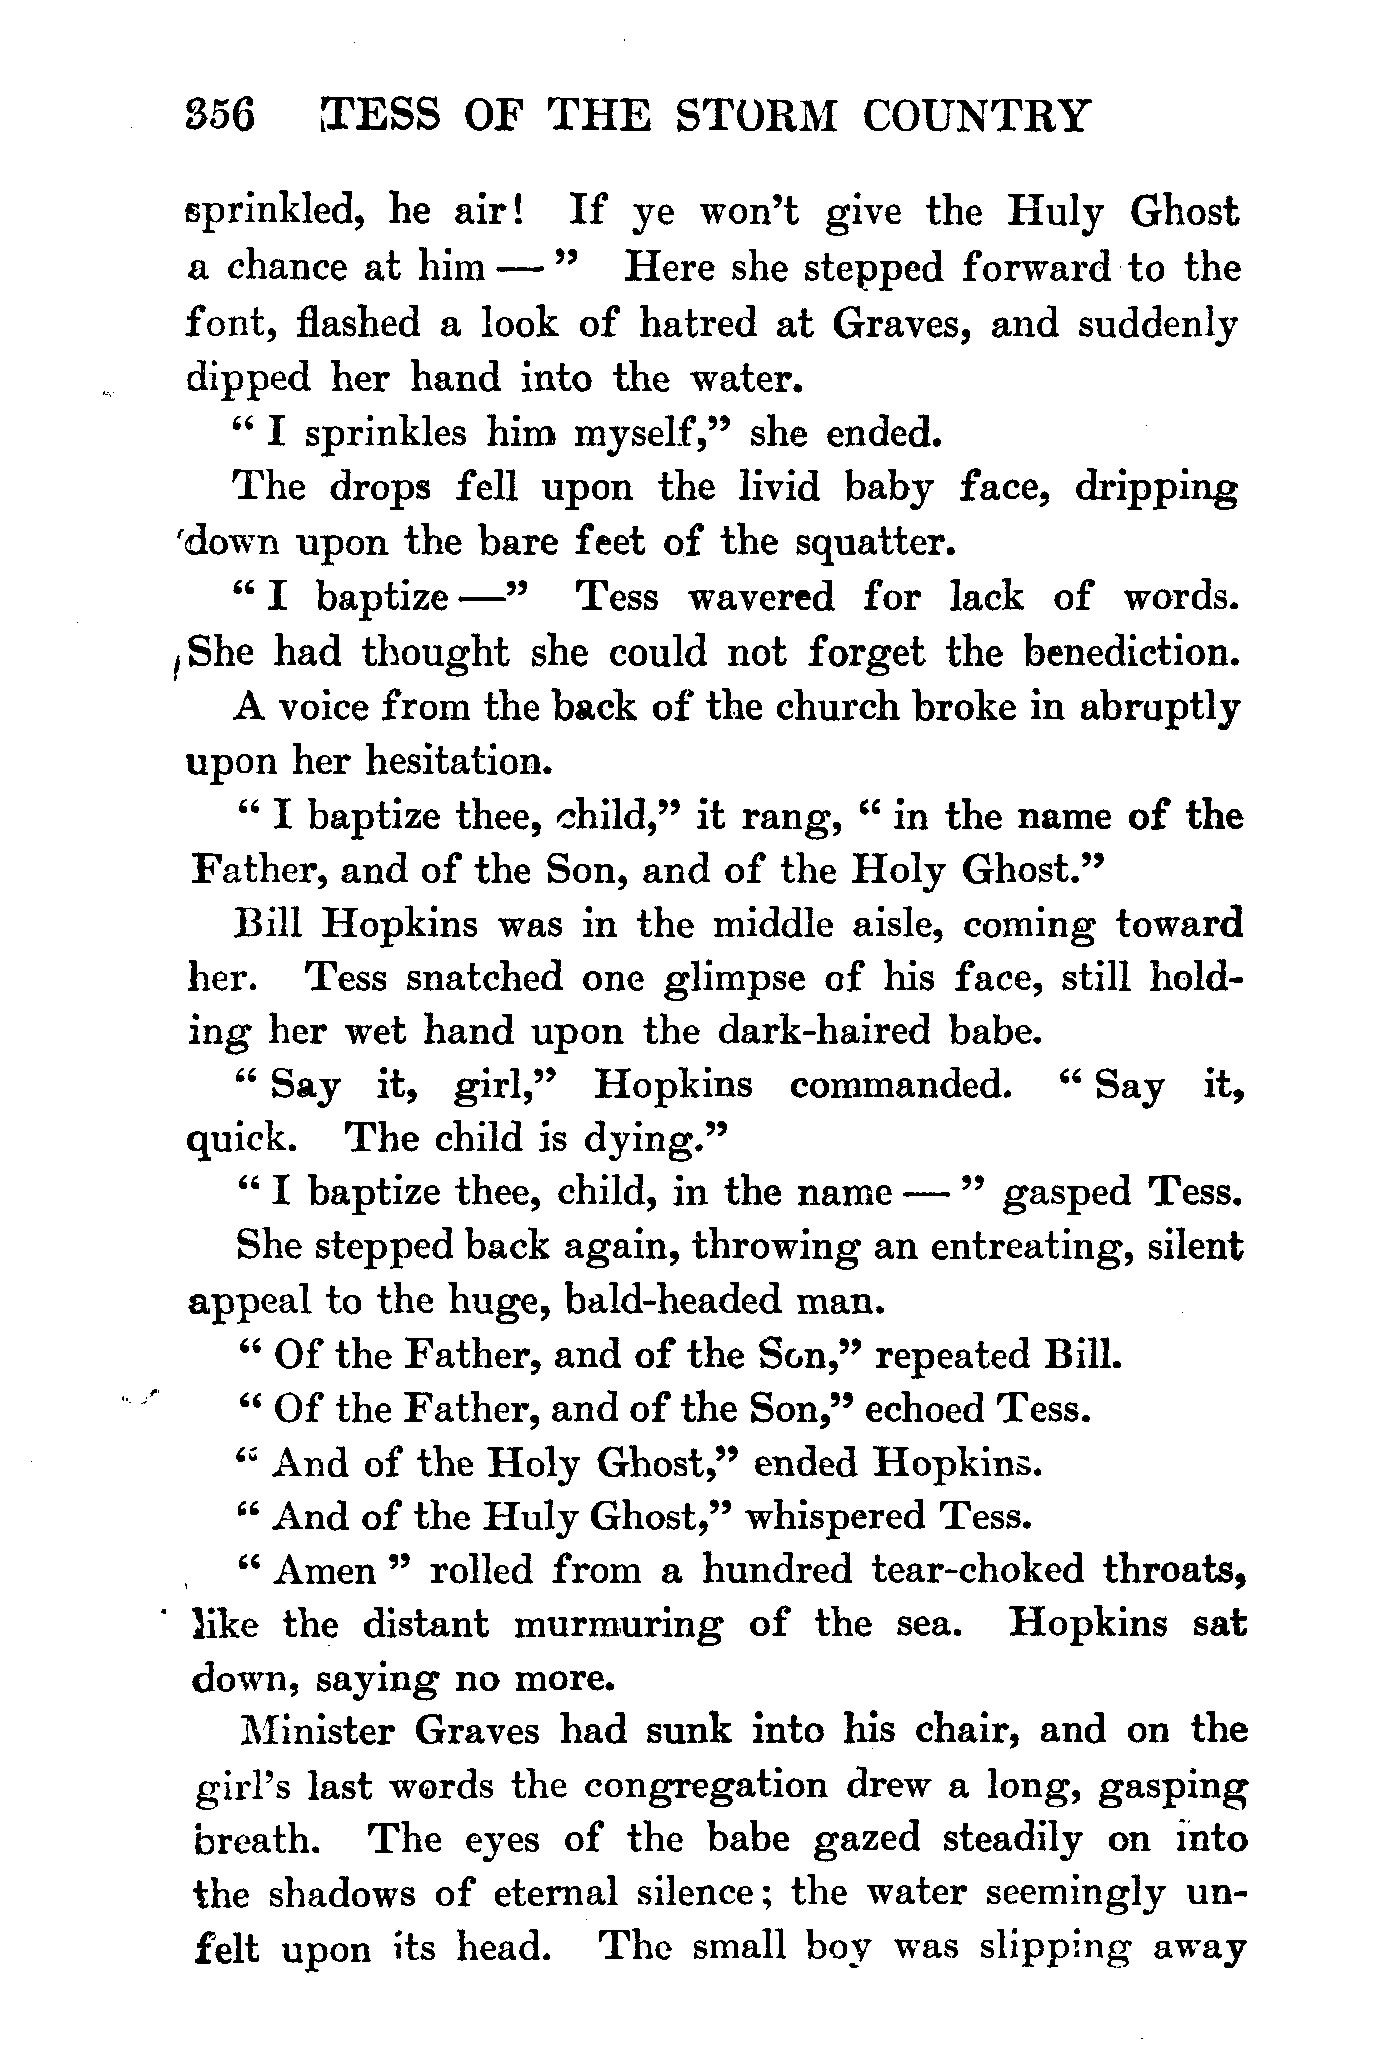 356 TESS OF THE STORM COUNTRY
sprinkled, he air! If ye won't give the Huly Ghost
a chance at him — " Here she stepped forward to the
font, flashed a look of hatred at Graves, and suddenly
dipped her hand into the water.
" I sprinkles him myself," she ended.
The drops fell upon the livid baby face, dripping
down upon the bare feet of the squatter.
" I baptize —" Tess wavered for lack of words.
She had thought she could not forget the benediction.
A voice from the back of the church broke in abruptly
upon her hesitation.
" I baptize thee, child," it rang, " in the name of the
Father, and of the Son, and of the Holy Ghost."
Bill Hopkins was in the middle aisle, coming toward
her. Tess snatched one glimpse of his face, still hold-
ing her wet hand upon the dark-haired babe.
" Say it, girl," Hopkins commanded. " Say it,
quick. The child is dying."
" I baptize thee, child, in the name — " gasped Tess.
She stepped back again, throwing an entreating, silent
appeal to the huge, bald-headed man.
" Of the Father, and of the Son," repeated Bill.
" Of the Father, and of the Son," echoed Tess.
" And of the Holy Ghost," ended Hopkins.
" And of the Huly Ghost," whispered Tess.
" Amen " rolled from a hundred tear-choked throats,
like the distant murmuring of the sea. Hopkins sat
down, saying no more.
Minister Graves had sunk into his chair, and on the
girl's last words the congregation drew a long, gasping
breath. The eyes of the babe gazed steadily on into
the shadows of eternal silence; the water seemingly un-
felt upon its head. The small boy was slipping away